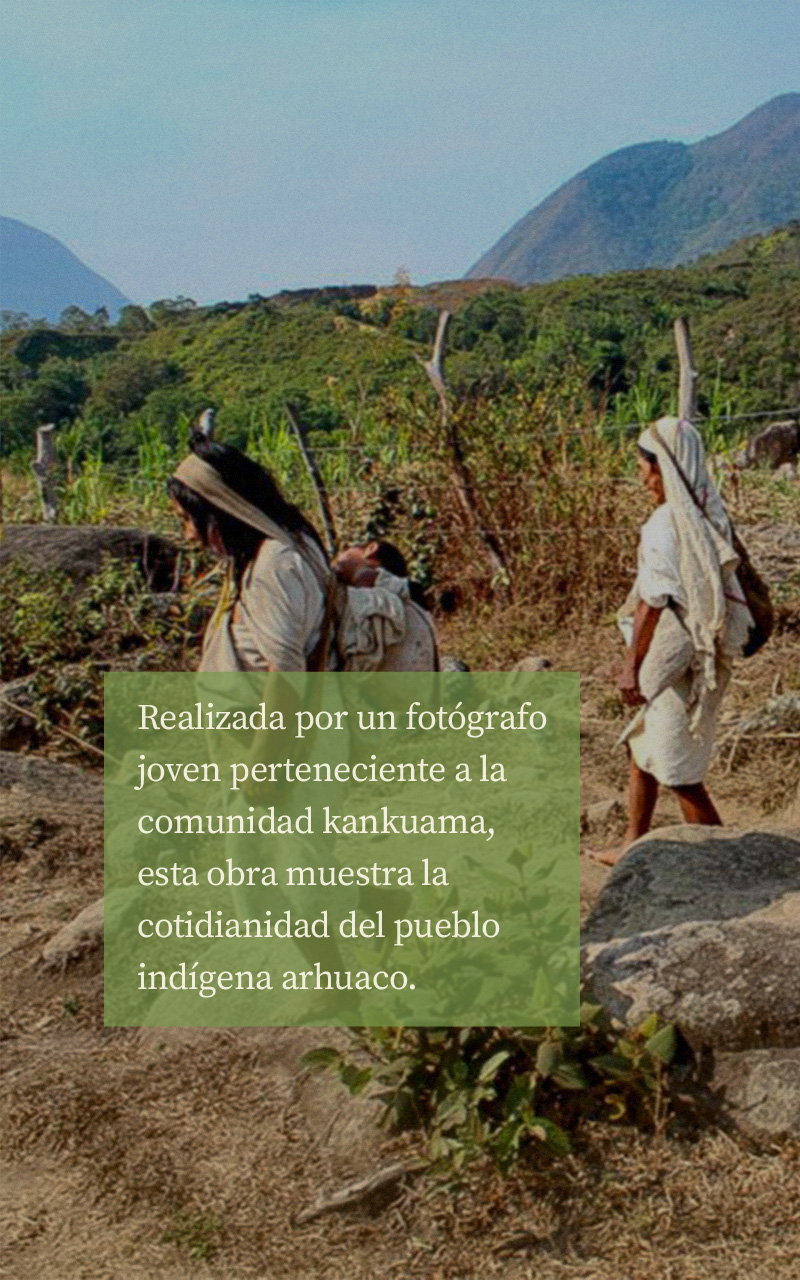 Realizada por un fotógrafo
joven perteneciente a la
comunidad kankuama,
esta obra muestra la
cotidianidad del pueblo
indígena arhuaco.